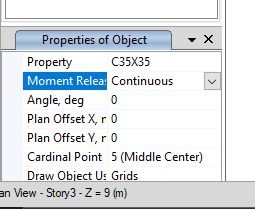 Properties of Object
Property C35X35
Moment Releas Continuous
Angle, deg 0
Plan Offset X, r 0
Plan Offset Y, r 0
Cardinal Point 5 (Middle Center)
Draw Object Us Grids
an View - Story3 - Z = 9 (m)